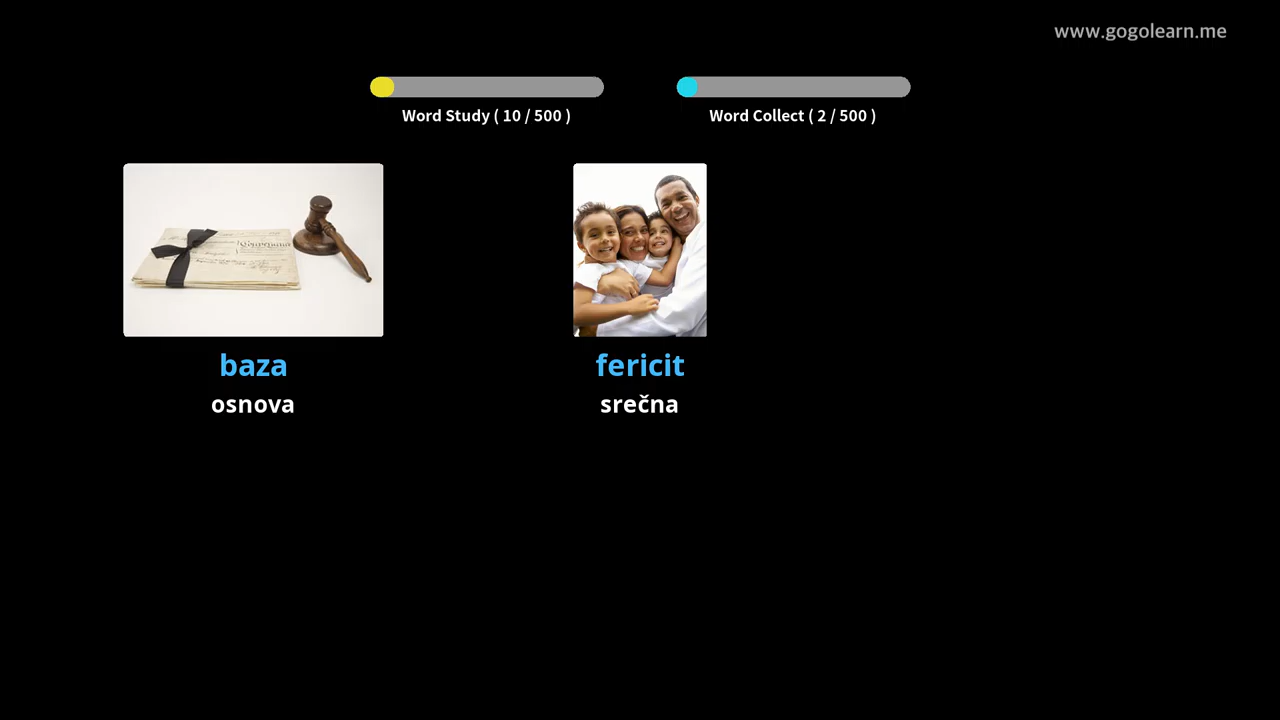 www.gogolearn.me
Word Study ( 10 / 500 )
Word Collect ( 2 / 500 )
baza
osnova
fericit
srečna